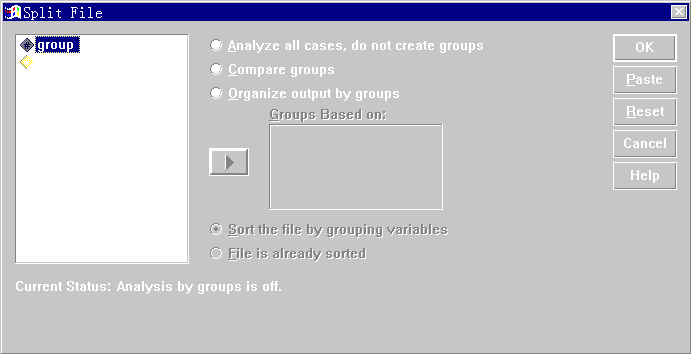 Split File
group
Analyze all cases, do not create groups
Compare groups
Organize output by groups
Groups Based on:
Sort the file by grouping variables
File is already sorted
OK
Paste
Reset
Cancel
Help
Current Status: Analysis by groups is off.